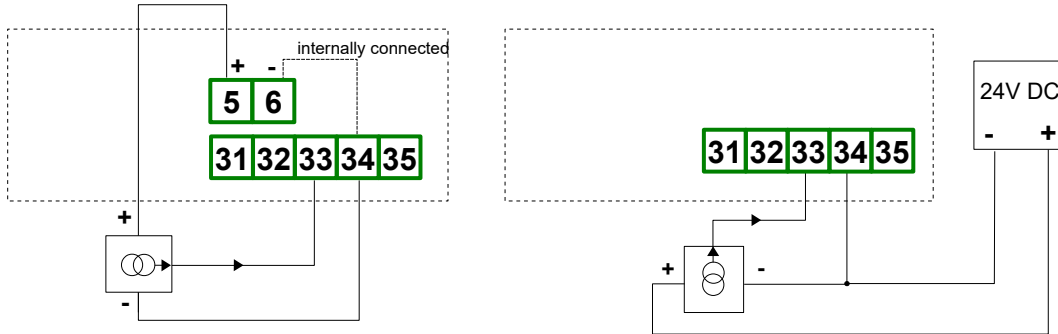 internally connected
+ -
5 6
31 32 33 34 35
+
-
24V DC
- +
31 32 33 34 35
+ -